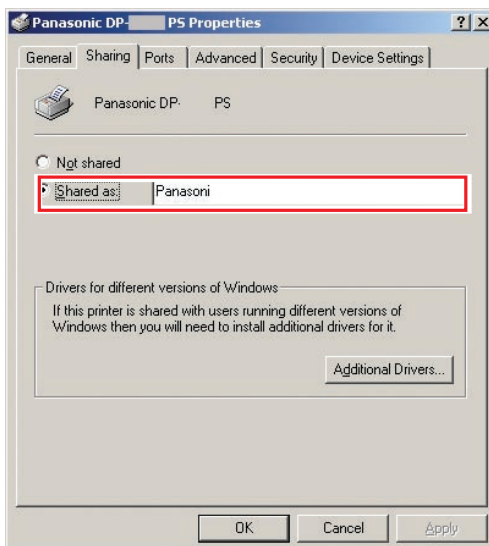 Panasonic DP- PS Properties
General Sharing Ports Advanced Security Device Settings
Panasonic DP- PS
Not shared
Shared as: Panasoni
Drivers for different versions of Windows
If this printer is shared with users running different versions of
Windows then you will need to install additional drivers for it.
Additional Drivers...
OK Cancel Apply